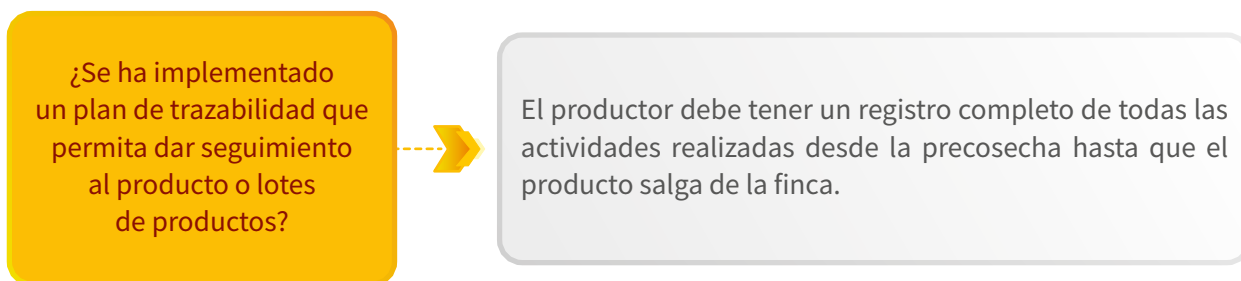 ¿Se ha implementado
un plan de trazabilidad que
permita dar seguimiento
al producto o lotes
de productos?
El productor debe tener un registro completo de todas las
actividades realizadas desde la precosecha hasta que el
producto salga de la finca.